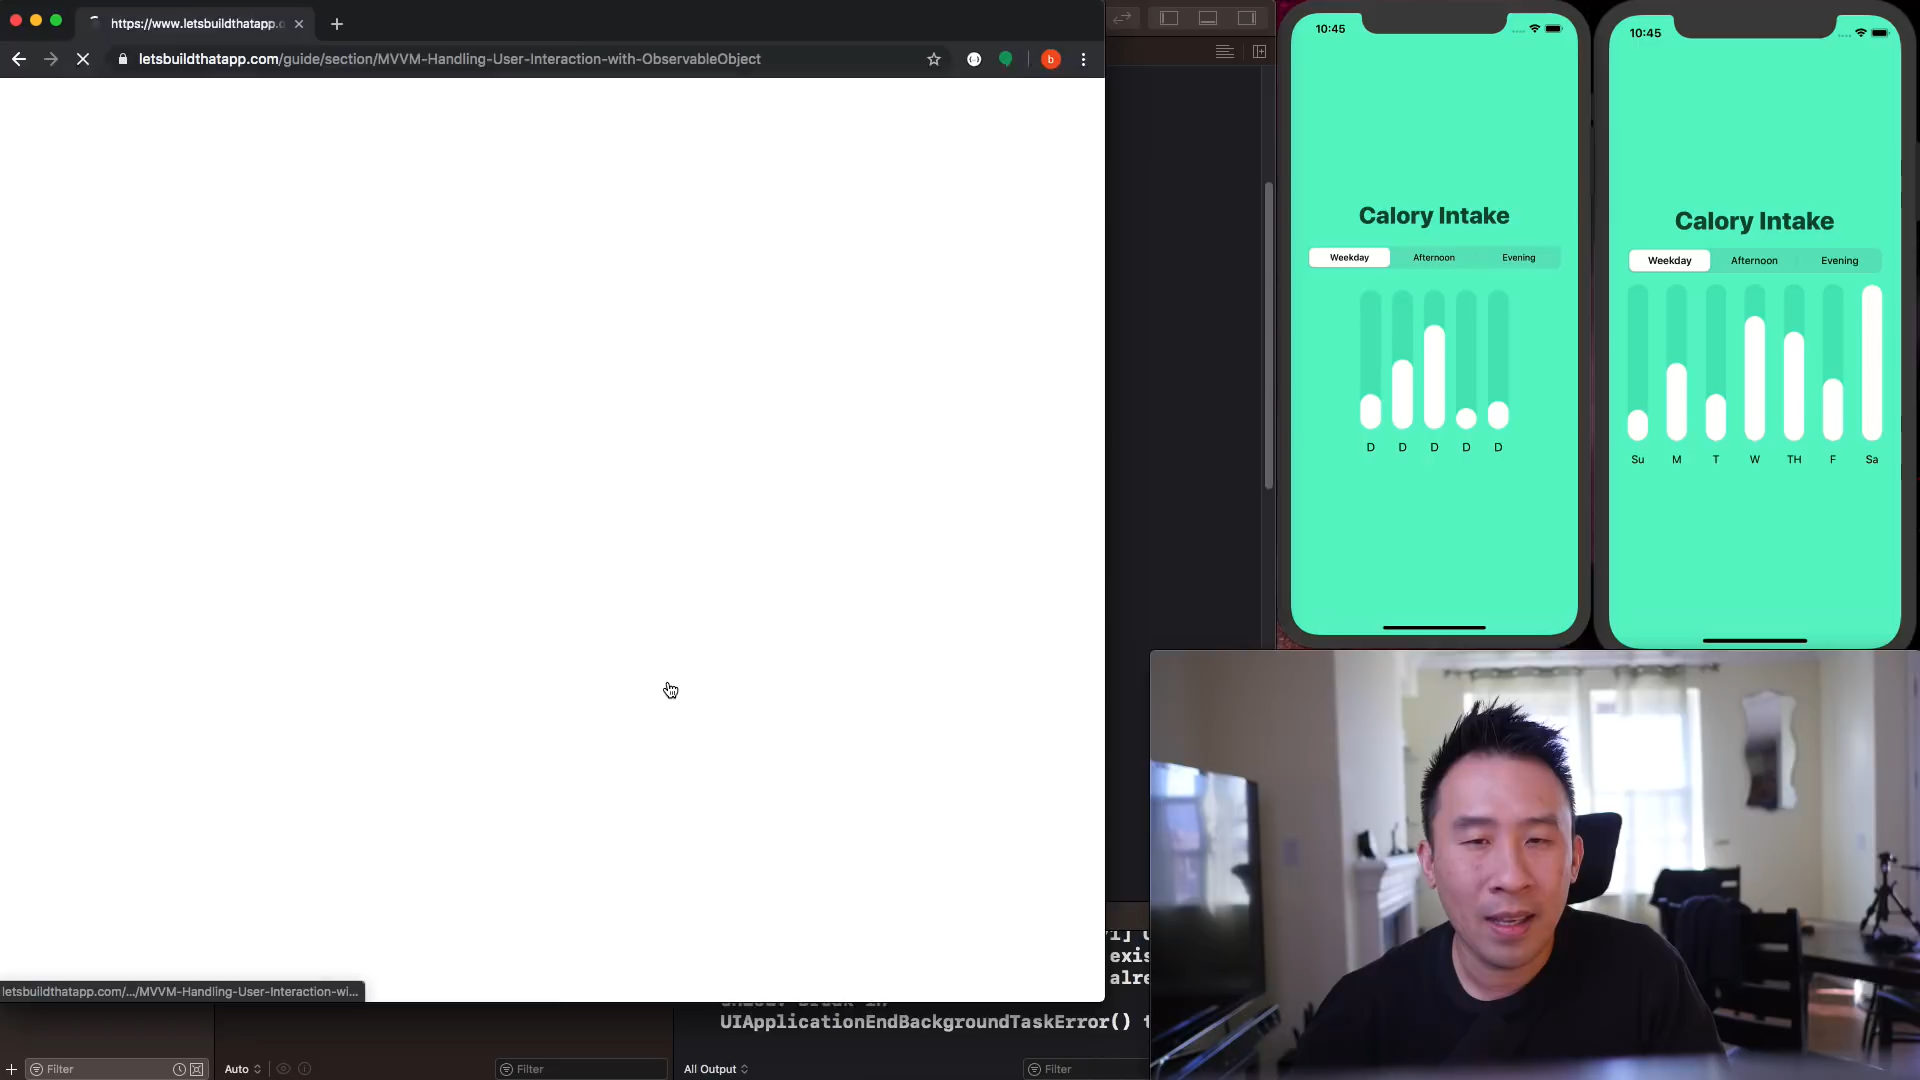 https://www.letsbuildthatapp.
letsbuildthatapp.com/guide/section/MVVM-Handling-User-Interaction-with-ObservableObject
b
10:45
Calory Intake
Weekday Afternoon Evening
D D D D D
10:45
Calory Intake
Weekday Afternoon Evening
Su M T W TH F Sa
letsbuildthatapp.com/.../MVVM-Handling-User-Interaction-wi...
UIApplicationEndBackgroundTaskError()
Filter
Auto
Filter
All Output
Filter